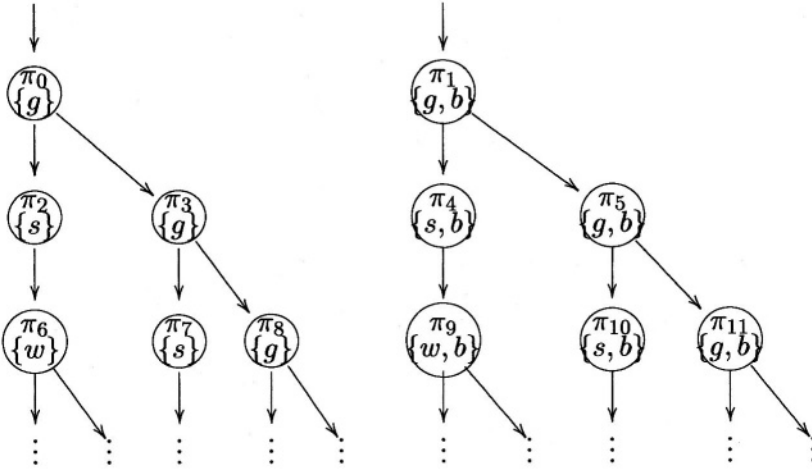 π₀
{g}
π₁
{g, b}
π₂
{s}
π₃
{g}
π₄
{s, b}
π₅
{g, b}
π₆
{w}
π₇
{s}
π₈
{g}
π₉
{w, b}
π₁₀
{s, b}
π₁₁
{g, b}